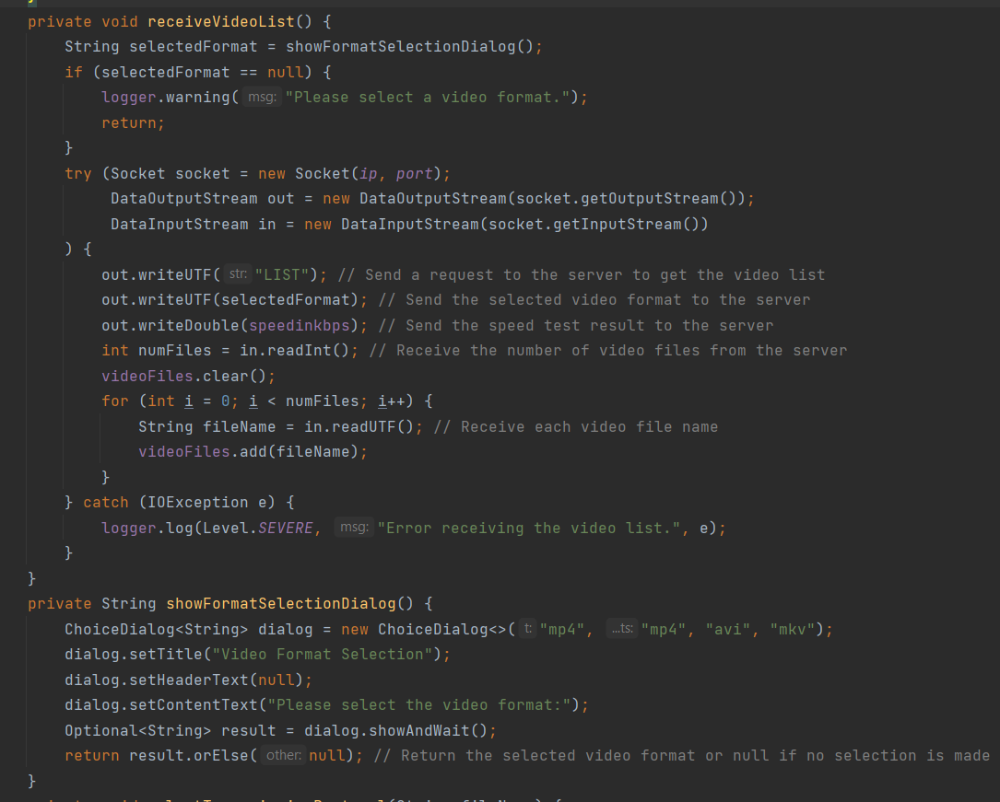 private void receiveVideoList() {
String selectedFormat = showFormatSelectionDialog();
if (selectedFormat == null) {
logger.warning( msg: "Please select a video format.");
return;
}
try (Socket socket = new Socket(ip, port);
DataOutputStream out = new DataOutputStream(socket.getOutputStream());
DataInputStream in = new DataInputStream(socket.getInputStream())
) {
out.writeUTF( str: "LIST"); // Send a request to the server to get the video list
out.writeUTF(selectedFormat); // Send the selected video format to the server
out.writeDouble(speedinkbps); // Send the speed test result to the server
int numFiles = in.readInt(); // Receive the number of video files from the server
videoFiles.clear();
for (int i = 0; i < numFiles; i++) {
String fileName = in.readUTF(); // Receive each video file name
videoFiles.add(fileName);
}
} catch (IOException e) {
logger.log(Level.SEVERE, msg: "Error receiving the video list.", e);
}
}
private String showFormatSelectionDialog() {
ChoiceDialog<String> dialog = new ChoiceDialog<>( t: "mp4", ...ts: "mp4", "avi", "mkv");
dialog.setTitle("Video Format Selection");
dialog.setHeaderText(null);
dialog.setContentText("Please select the video format:");
Optional<String> result = dialog.showAndWait();
return result.orElse( other: null); // Return the selected video format or null if no selection is made
}